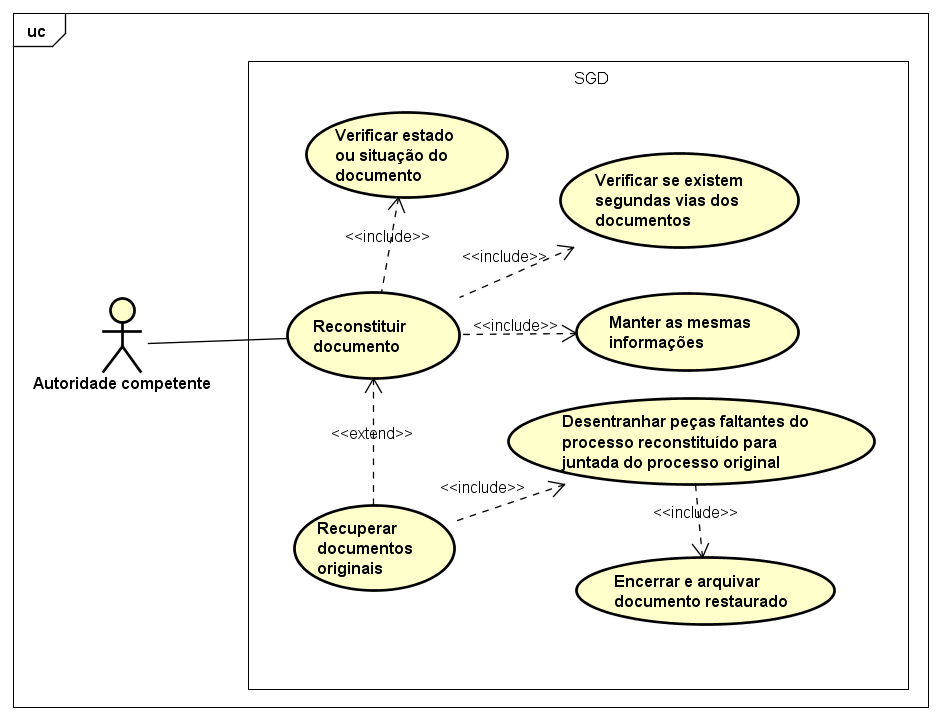 uc
SGD
Verificar estado
ou situação do
documento
Verificar se existem
segundas vias dos
documentos
<<include>>
<<include>>
Reconstituir
documento
<<include>>
Manter as mesmas
informações
Autoridade competente
<<extend>>
Desentranhar peças faltantes do
processo reconstituído para
juntada do processo original
<<include>>
<<include>>
Recuperar
documentos
originais
Encerrar e arquivar
documento restaurado